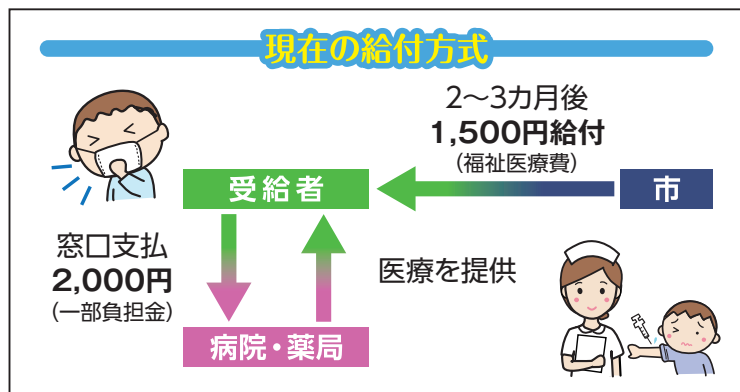 現在の給付方式
2～3カ月後
1,500円給付
(福祉医療費)
受給者
市
窓口支払
2,000円
(一部負担金)
医療を提供
病院・薬局